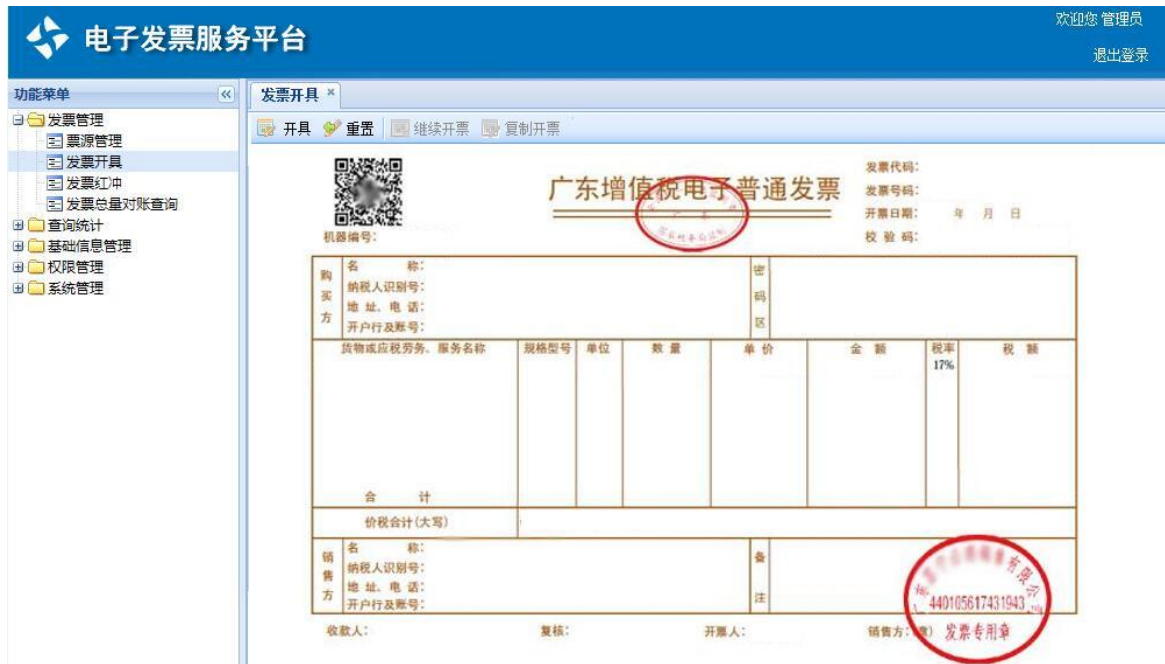 电子发票服务平台
欢迎您 管理员
退出登录
功能菜单
发票管理
票源管理
发票开具
发票红冲
发票总量对账查询
查询统计
基础信息管理
权限管理
系统管理
发票开具
开具 重置 继续开票 复制开票
广东增值税电子普通发票
发票代码:
发票号码:
开票日期: 年 月 日
校验码:
机器编号:
购买方
名 称:
纳税人识别号:
地 址、电 话:
开户行及账号:
密码区
货物或应税劳务、服务名称 规格型号 单位 数 量 单 价 金 额 税率 税 额
17%
合 计
价税合计(大写)
销售方
名 称:
纳税人识别号:
地 址、电 话:
开户行及账号:
备注
有限公司
440105617431943
发票专用章
收款人: 复核: 开票人: 销售方:(章)